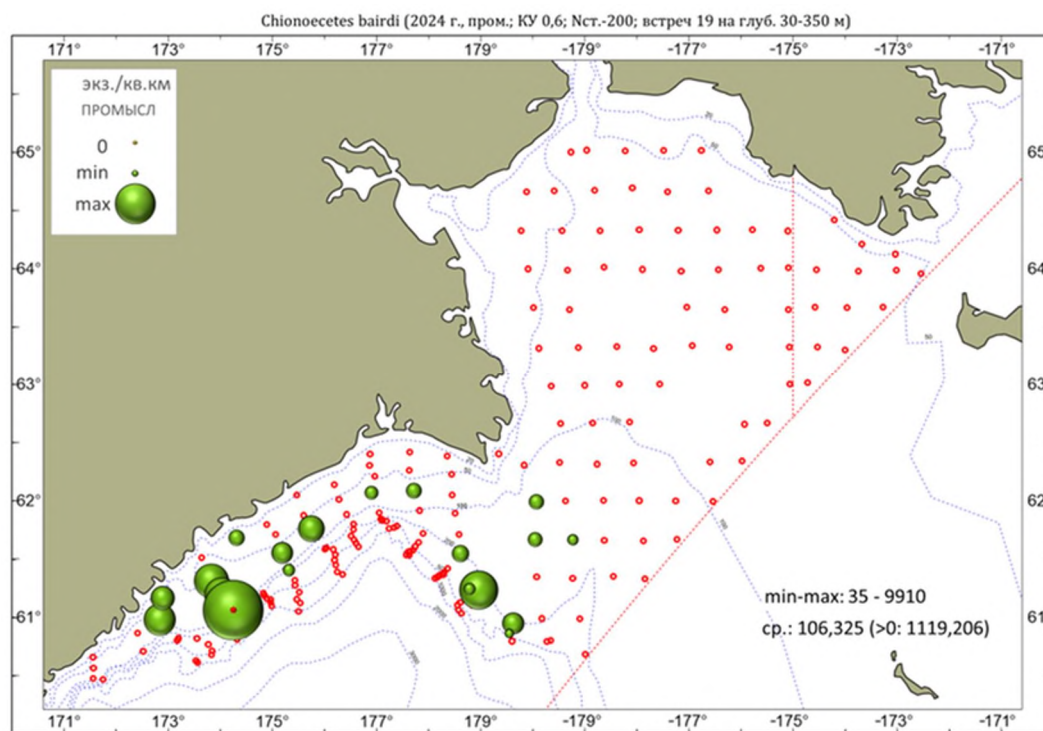 Chionoecetes bairdi (2024 г., пром.; КУ 0,6; Nст.-200; встреч 19 на глуб. 30-350 м)
171° 173° 175° 177° 179° -179° -177° -175° -173° -171°
экз./кв.км
ПРОМЫСЛ
0
min
max
65° 65
64° 64
63° 63
62° 62
61° 61
min-max: 35 - 9910
ср.: 106,325 (>0: 1119,206)
171° 173° 175° 177° 179° -179° -177° -175° -173° -171°